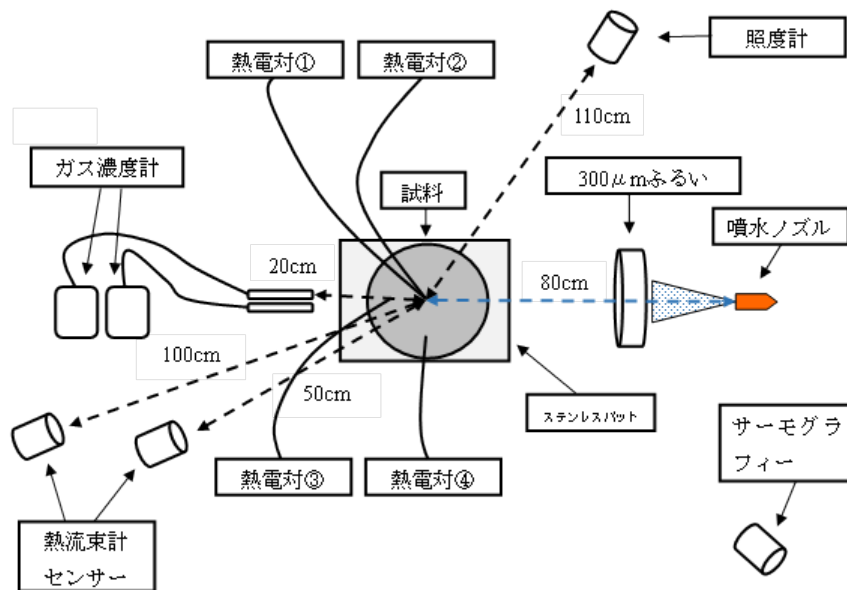 熱電対①
熱電対②
照度計
110cm
ガス濃度計
試料
300μmふるい
噴水ノズル
20cm
80cm
100cm
50cm
ステンレスパット
サーモグラ
フィー
熱電対③
熱電対④
熱流束計
センサー